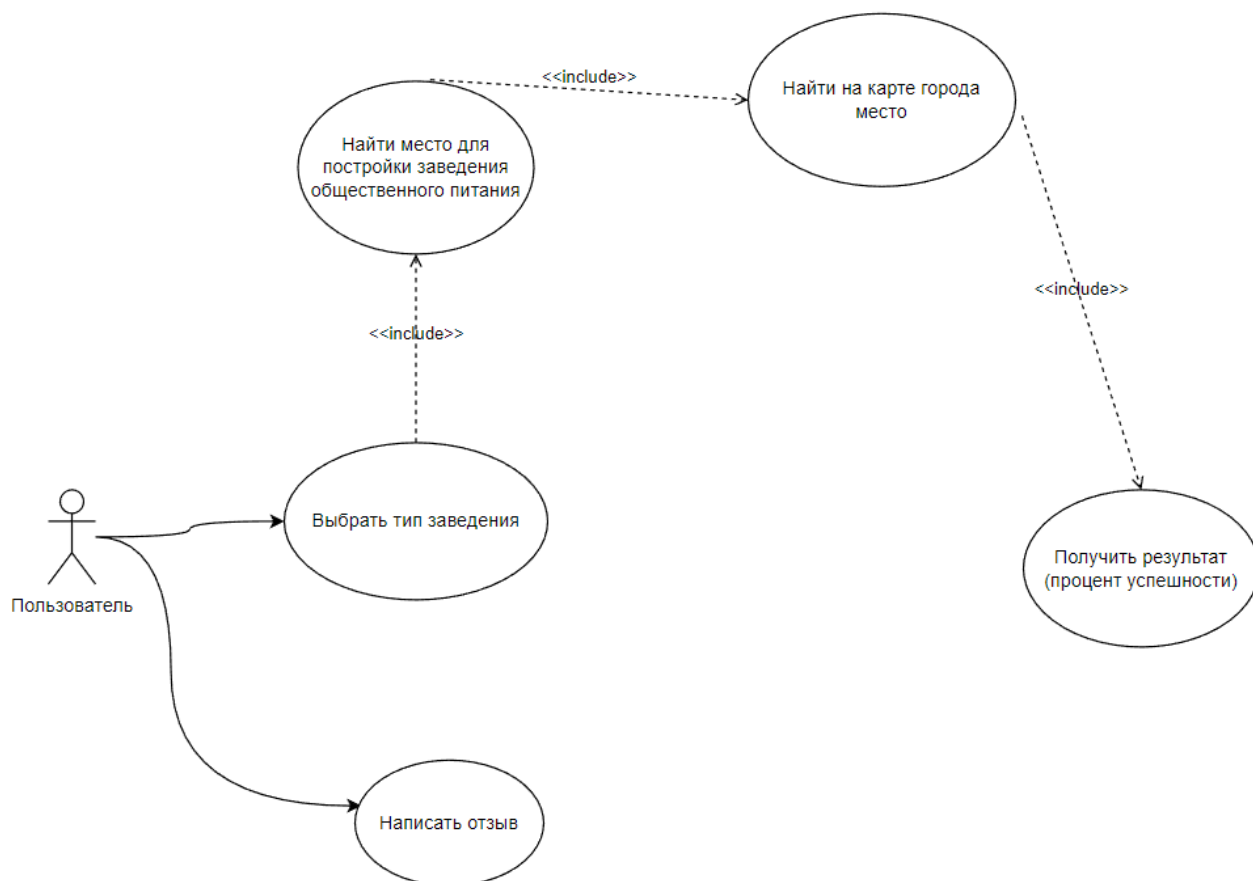 <<include>>
Найти на карте города
место
Найти место для
постройки заведения
общественного питания
<<include>>
<<include>>
Выбрать тип заведения
Получить результат
(процент успешности)
Пользователь
Написать отзыв